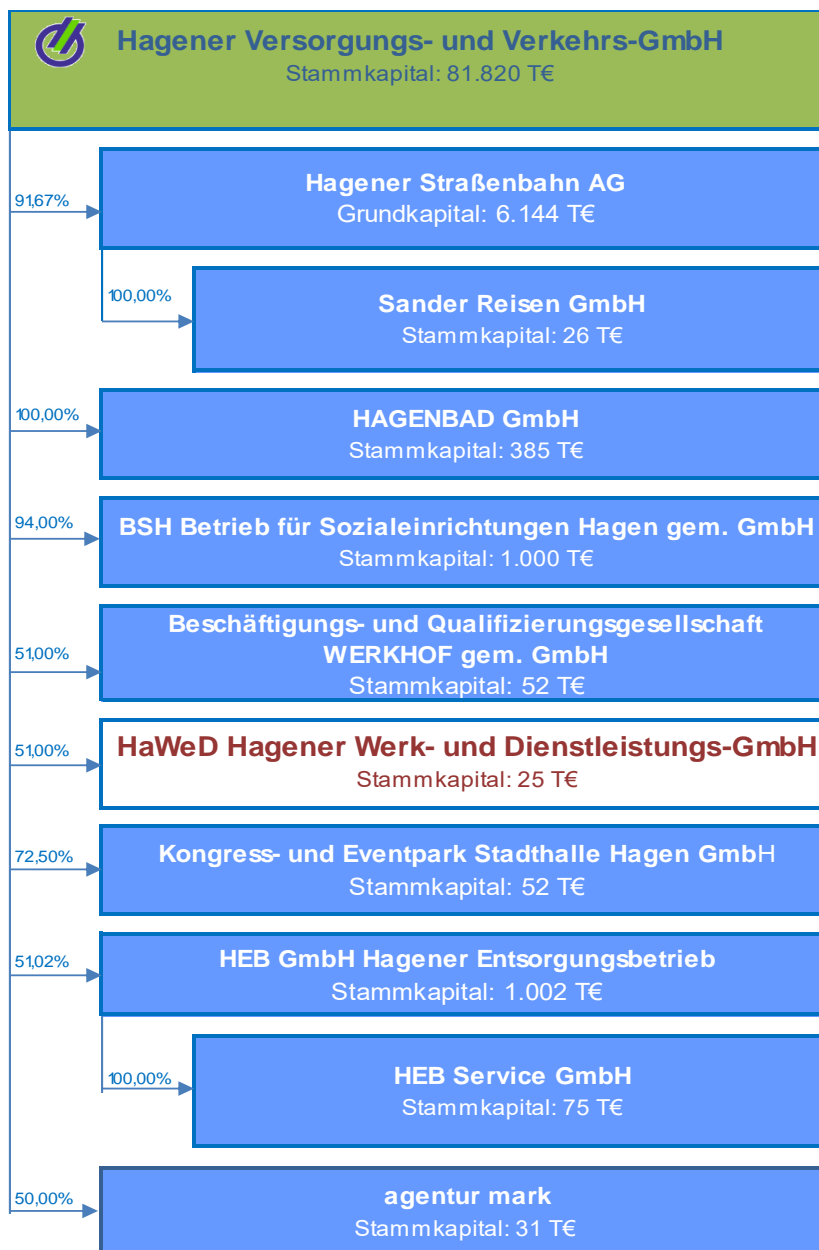 Hagener Versorgungs- und Verkehrs-GmbH
Stammkapital: 81.820 T€
91,67%
Hagener Straßenbahn AG
Grundkapital: 6.144 T€
100,00%
Sander Reisen GmbH
Stammkapital: 26 T€
100,00%
HAGENBAD GmbH
Stammkapital: 385 T€
94,00%
BSH Betrieb für Sozialeinrichtungen Hagen gem. GmbH
Stammkapital: 1.000 T€
51,00%
Beschäftigungs- und Qualifizierungsgesellschaft
WERKHOF gem. GmbH
Stammkapital: 52 T€
51,00%
HaWeD Hagener Werk- und Dienstleistungs-GmbH
Stammkapital: 25 T€
72,50%
Kongress- und Eventpark Stadthalle Hagen GmbH
Stammkapital: 52 T€
51,02%
HEB GmbH Hagener Entsorgungsbetrieb
Stammkapital: 1.002 T€
100,00%
HEB Service GmbH
Stammkapital: 75 T€
50,00%
agentur mark
Stammkapital: 31 T€